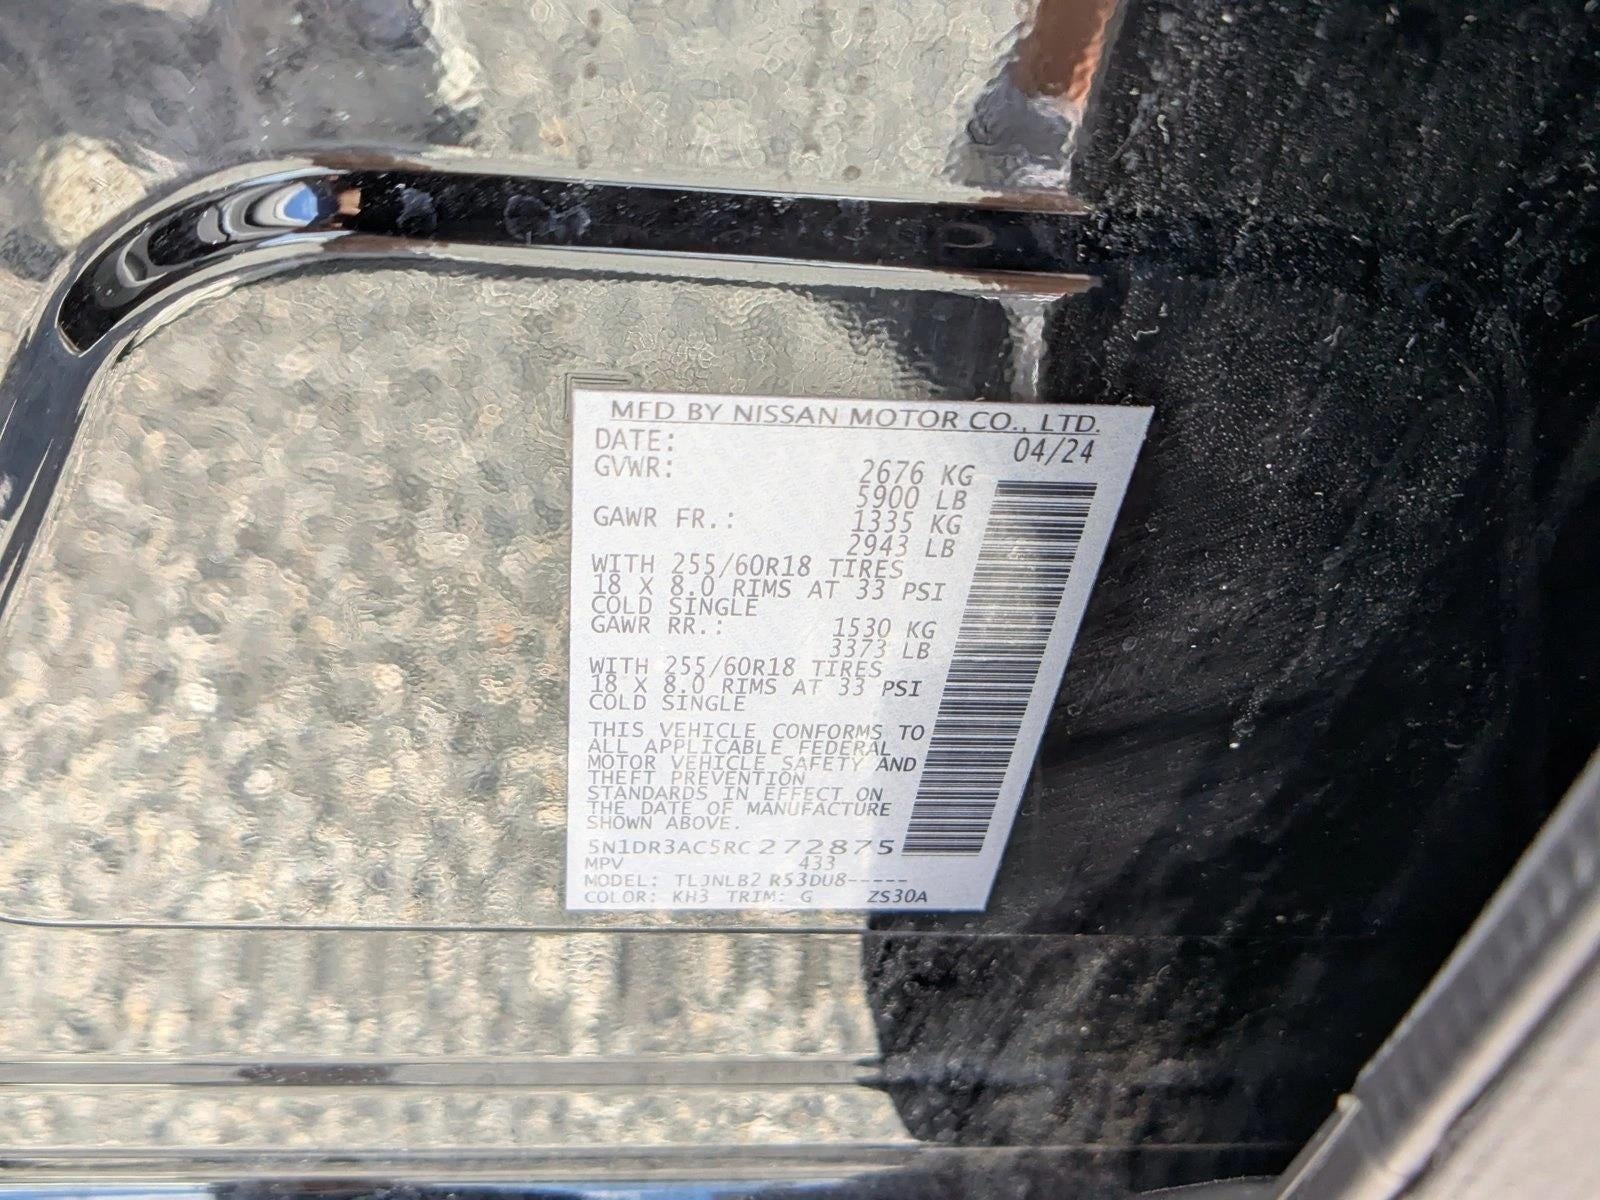 MFD BY NISSAN MOTOR CO., LTD.
DATE: 04/24
GVWR: 2676 KG
5900 LB
GAWR FR.: 1335 KG
2943 LB
WITH 255/60R18 TIRES
18 X 8.0 RIMS AT 33 PSI
COLD SINGLE
GAWR RR.: 1530 KG
3373 LB
WITH 255/60R18 TIRES
18 X 8.0 RIMS AT 33 PSI
COLD SINGLE
THIS VEHICLE CONFORMS TO
ALL APPLICABLE FEDERAL
MOTOR VEHICLE SAFETY AND
THEFT PREVENTION
STANDARDS IN EFFECT ON
THE DATE OF MANUFACTURE
SHOWN ABOVE.
5N1DR3AC5RC272875
MPV 433
MODEL: TLJNLB2 R53DU8-----
COLOR: KH3 TRIM: G ZS30A